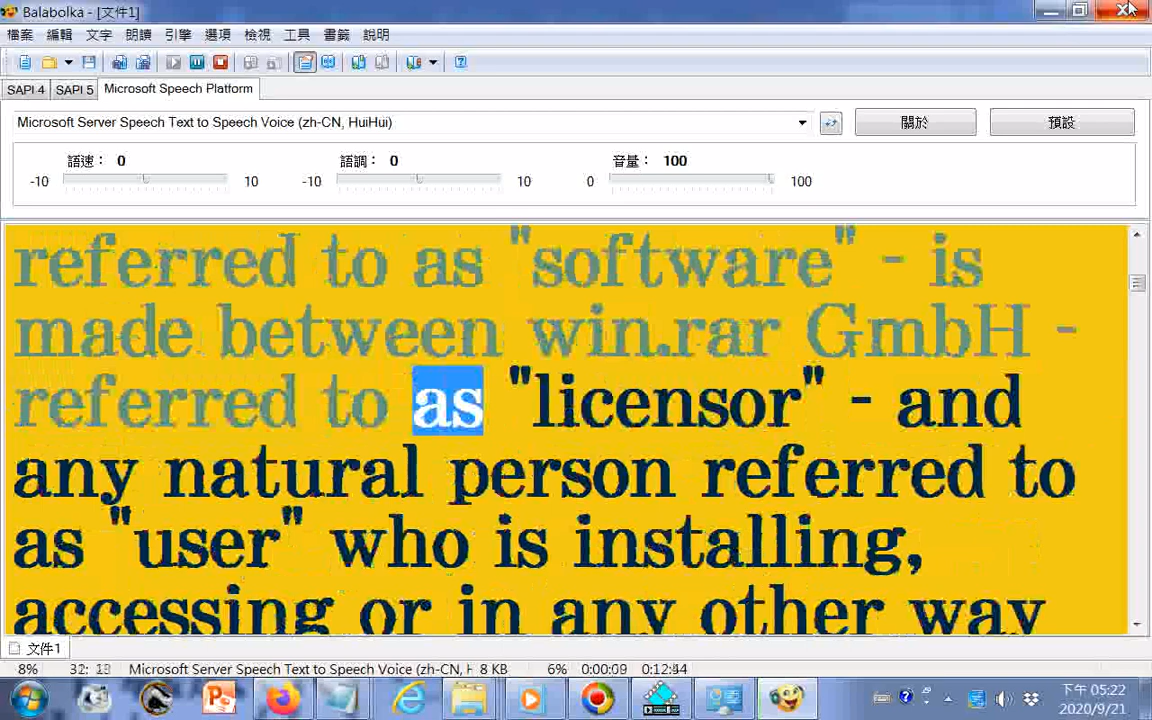 Balabolka - [文件1]
檔案 編輯 文字 朗讀 引擎 選項 檢視 工具 書籤 說明
SAPI 4 SAPI 5 Microsoft Speech Platform
Microsoft Server Speech Text to Speech Voice (zh-CN, HuiHui) 關於 預設
語速： 0 語調： 0 音量： 100
-10 10 -10 10 0 100
referred to as "software" - is
made between win.rar GmbH -
referred to as "licensor" - and
any natural person referred to
as "user" who is installing,
accessing or in any other way
文件1
8% 32: 13 Microsoft Server Speech Text to Speech Voice (zh-CN, H 8 KB 6% 0:00:09 0:12:44
下午 05:22
2020/9/21